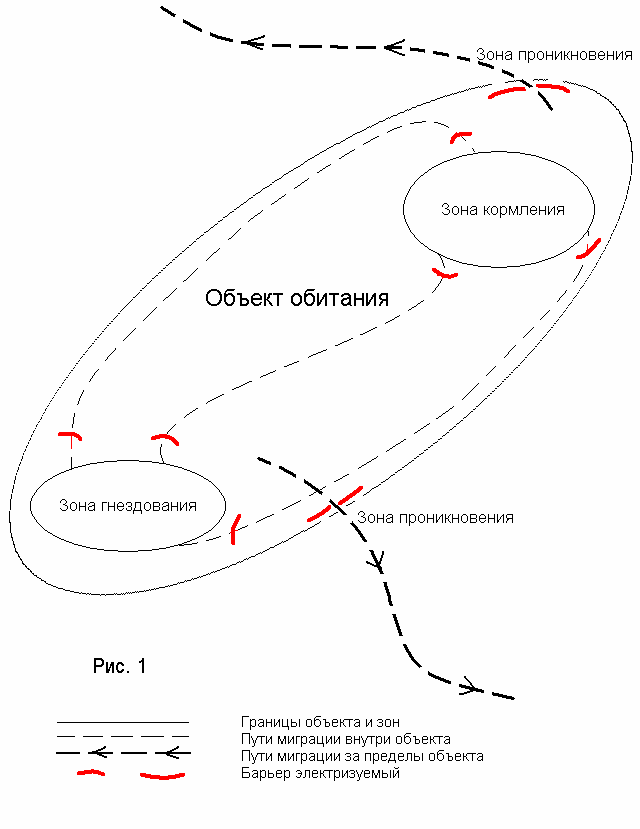 Зона проникновения
Зона кормления
Объект обитания
Зона гнездования
Зона проникновения
Рис. 1
Границы объекта и зон
Пути миграции внутри объекта
Пути миграции за пределы объекта
Барьер электризуемый